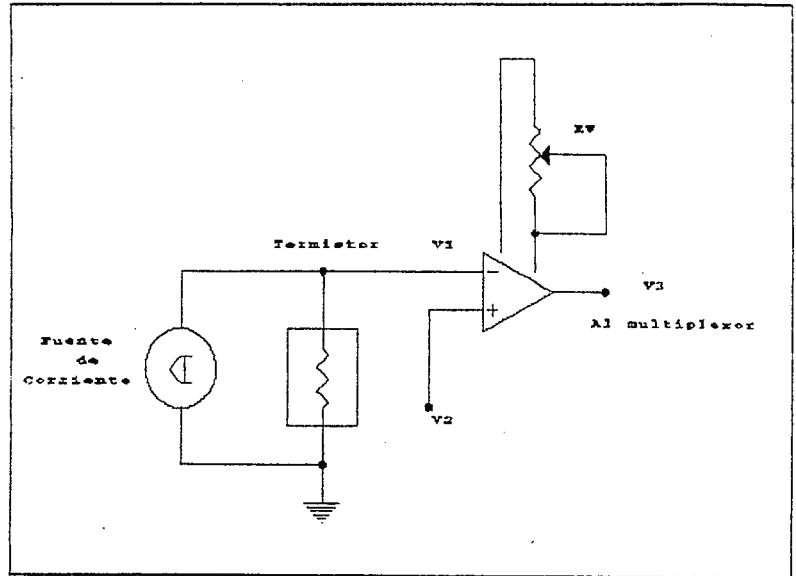 RV
Termistor V1
V3
Al multiplexor
Fuente
de
Corriente
V2